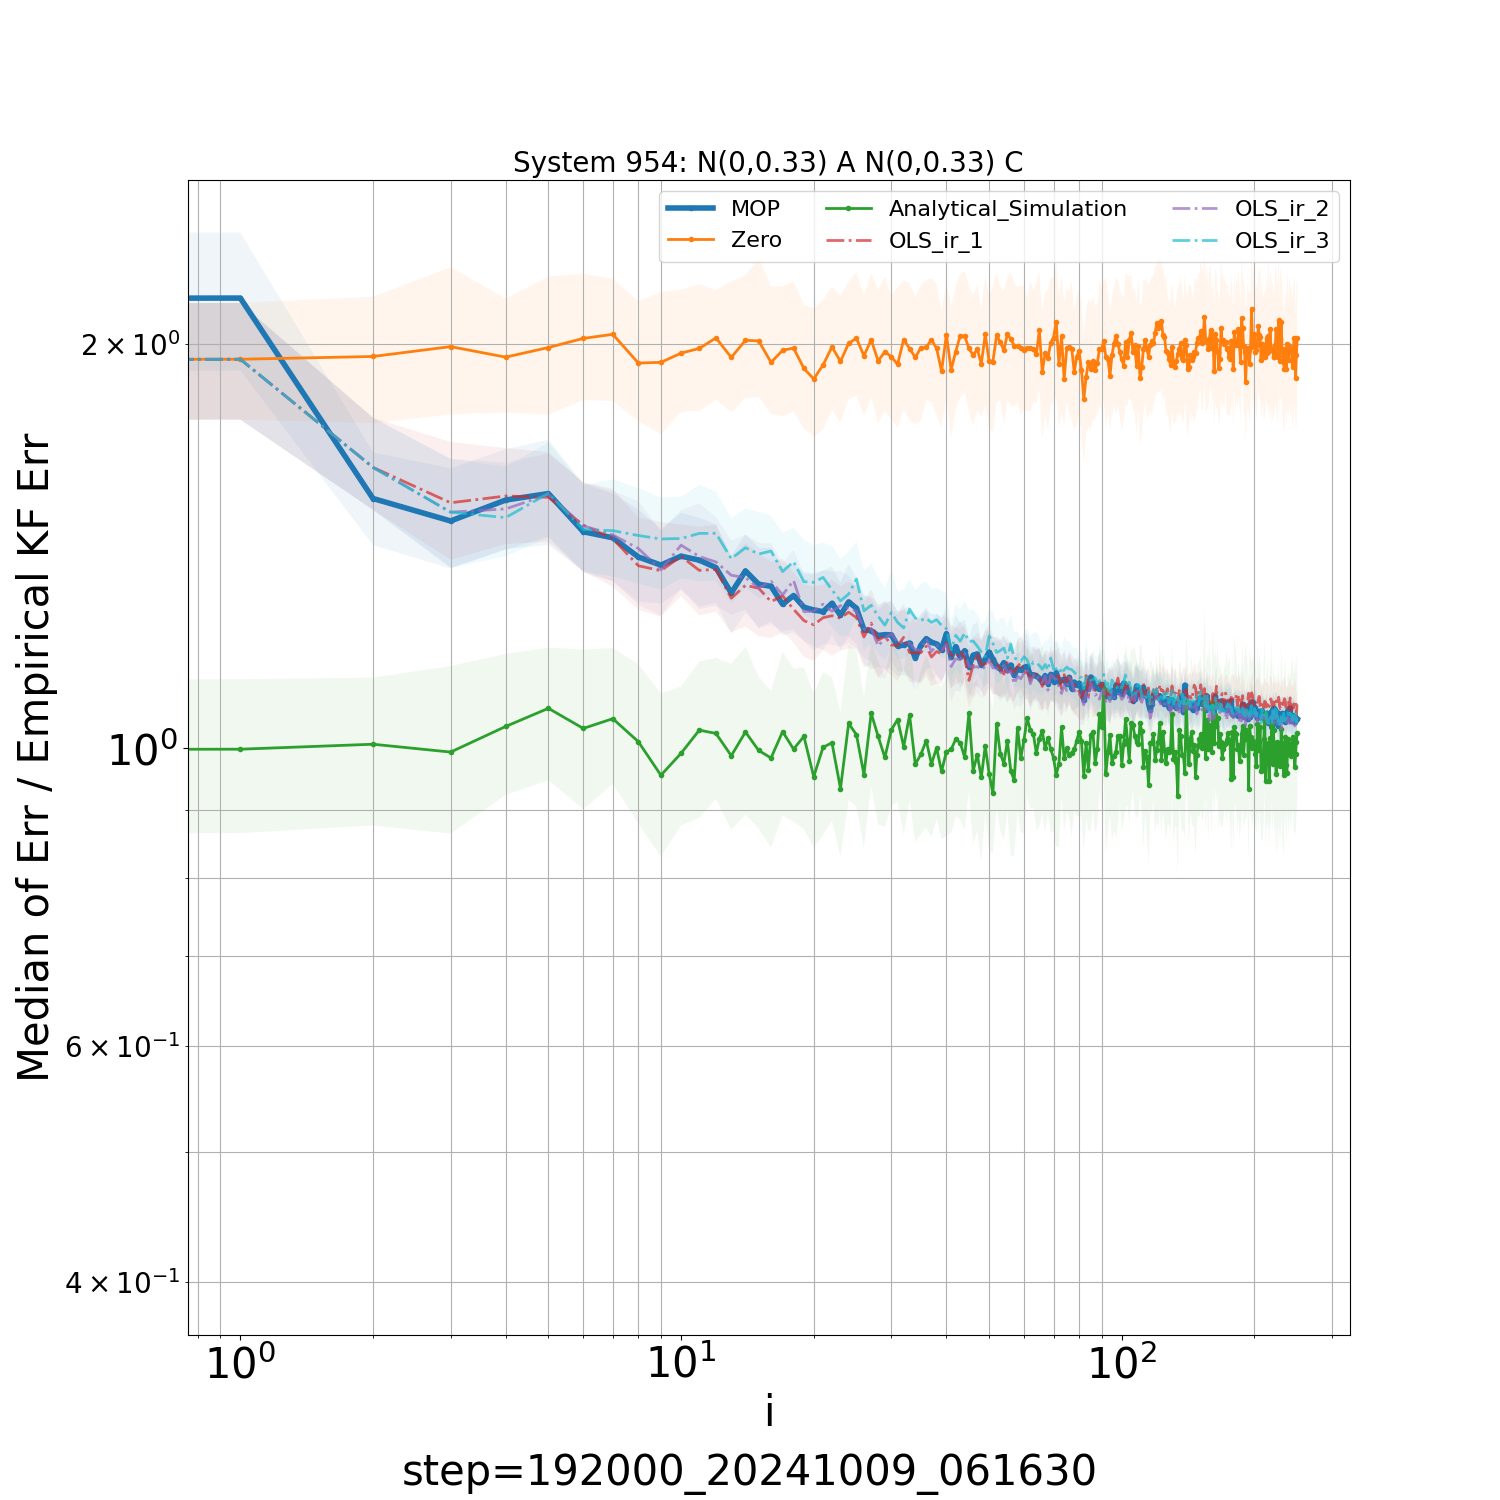 System 954: N(0,0.33) A N(0,0.33) C
MOP
Zero
Analytical_Simulation
OLS_ir_1
OLS_ir_2
OLS_ir_3
Median of Err / Empirical KF Err
2 × 10⁰
10⁰
6 × 10⁻¹
4 × 10⁻¹
10⁰
10¹
10²
i
step=192000_20241009_061630